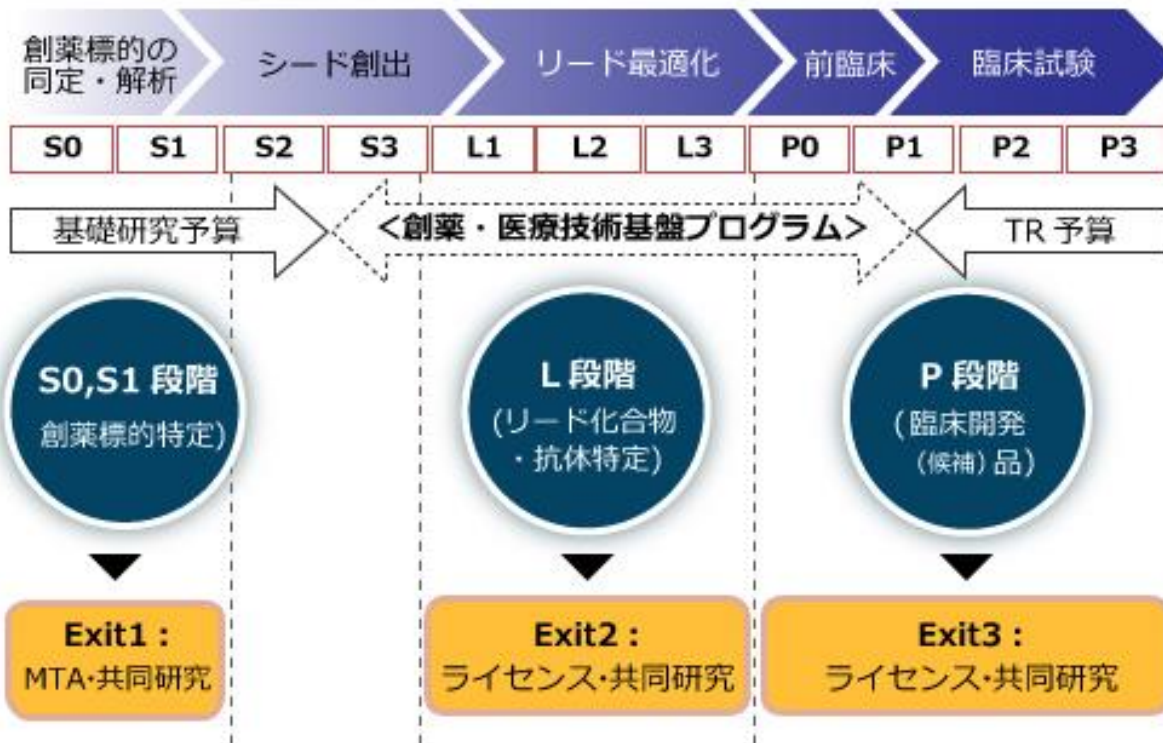 創薬標的の
同定・解析
シード創出
リード最適化
前臨床
臨床試験
S0 S1 S2 S3 L1 L2 L3 P0 P1 P2 P3
基礎研究予算
<創薬・医療技術基盤プログラム>
TR 予算
S0,S1 段階
創薬標的特定)
L 段階
(リード化合物
・抗体特定)
P 段階
(臨床開発
(候補)品)
Exit1：
MTA・共同研究
Exit2：
ライセンス・共同研究
Exit3：
ライセンス・共同研究